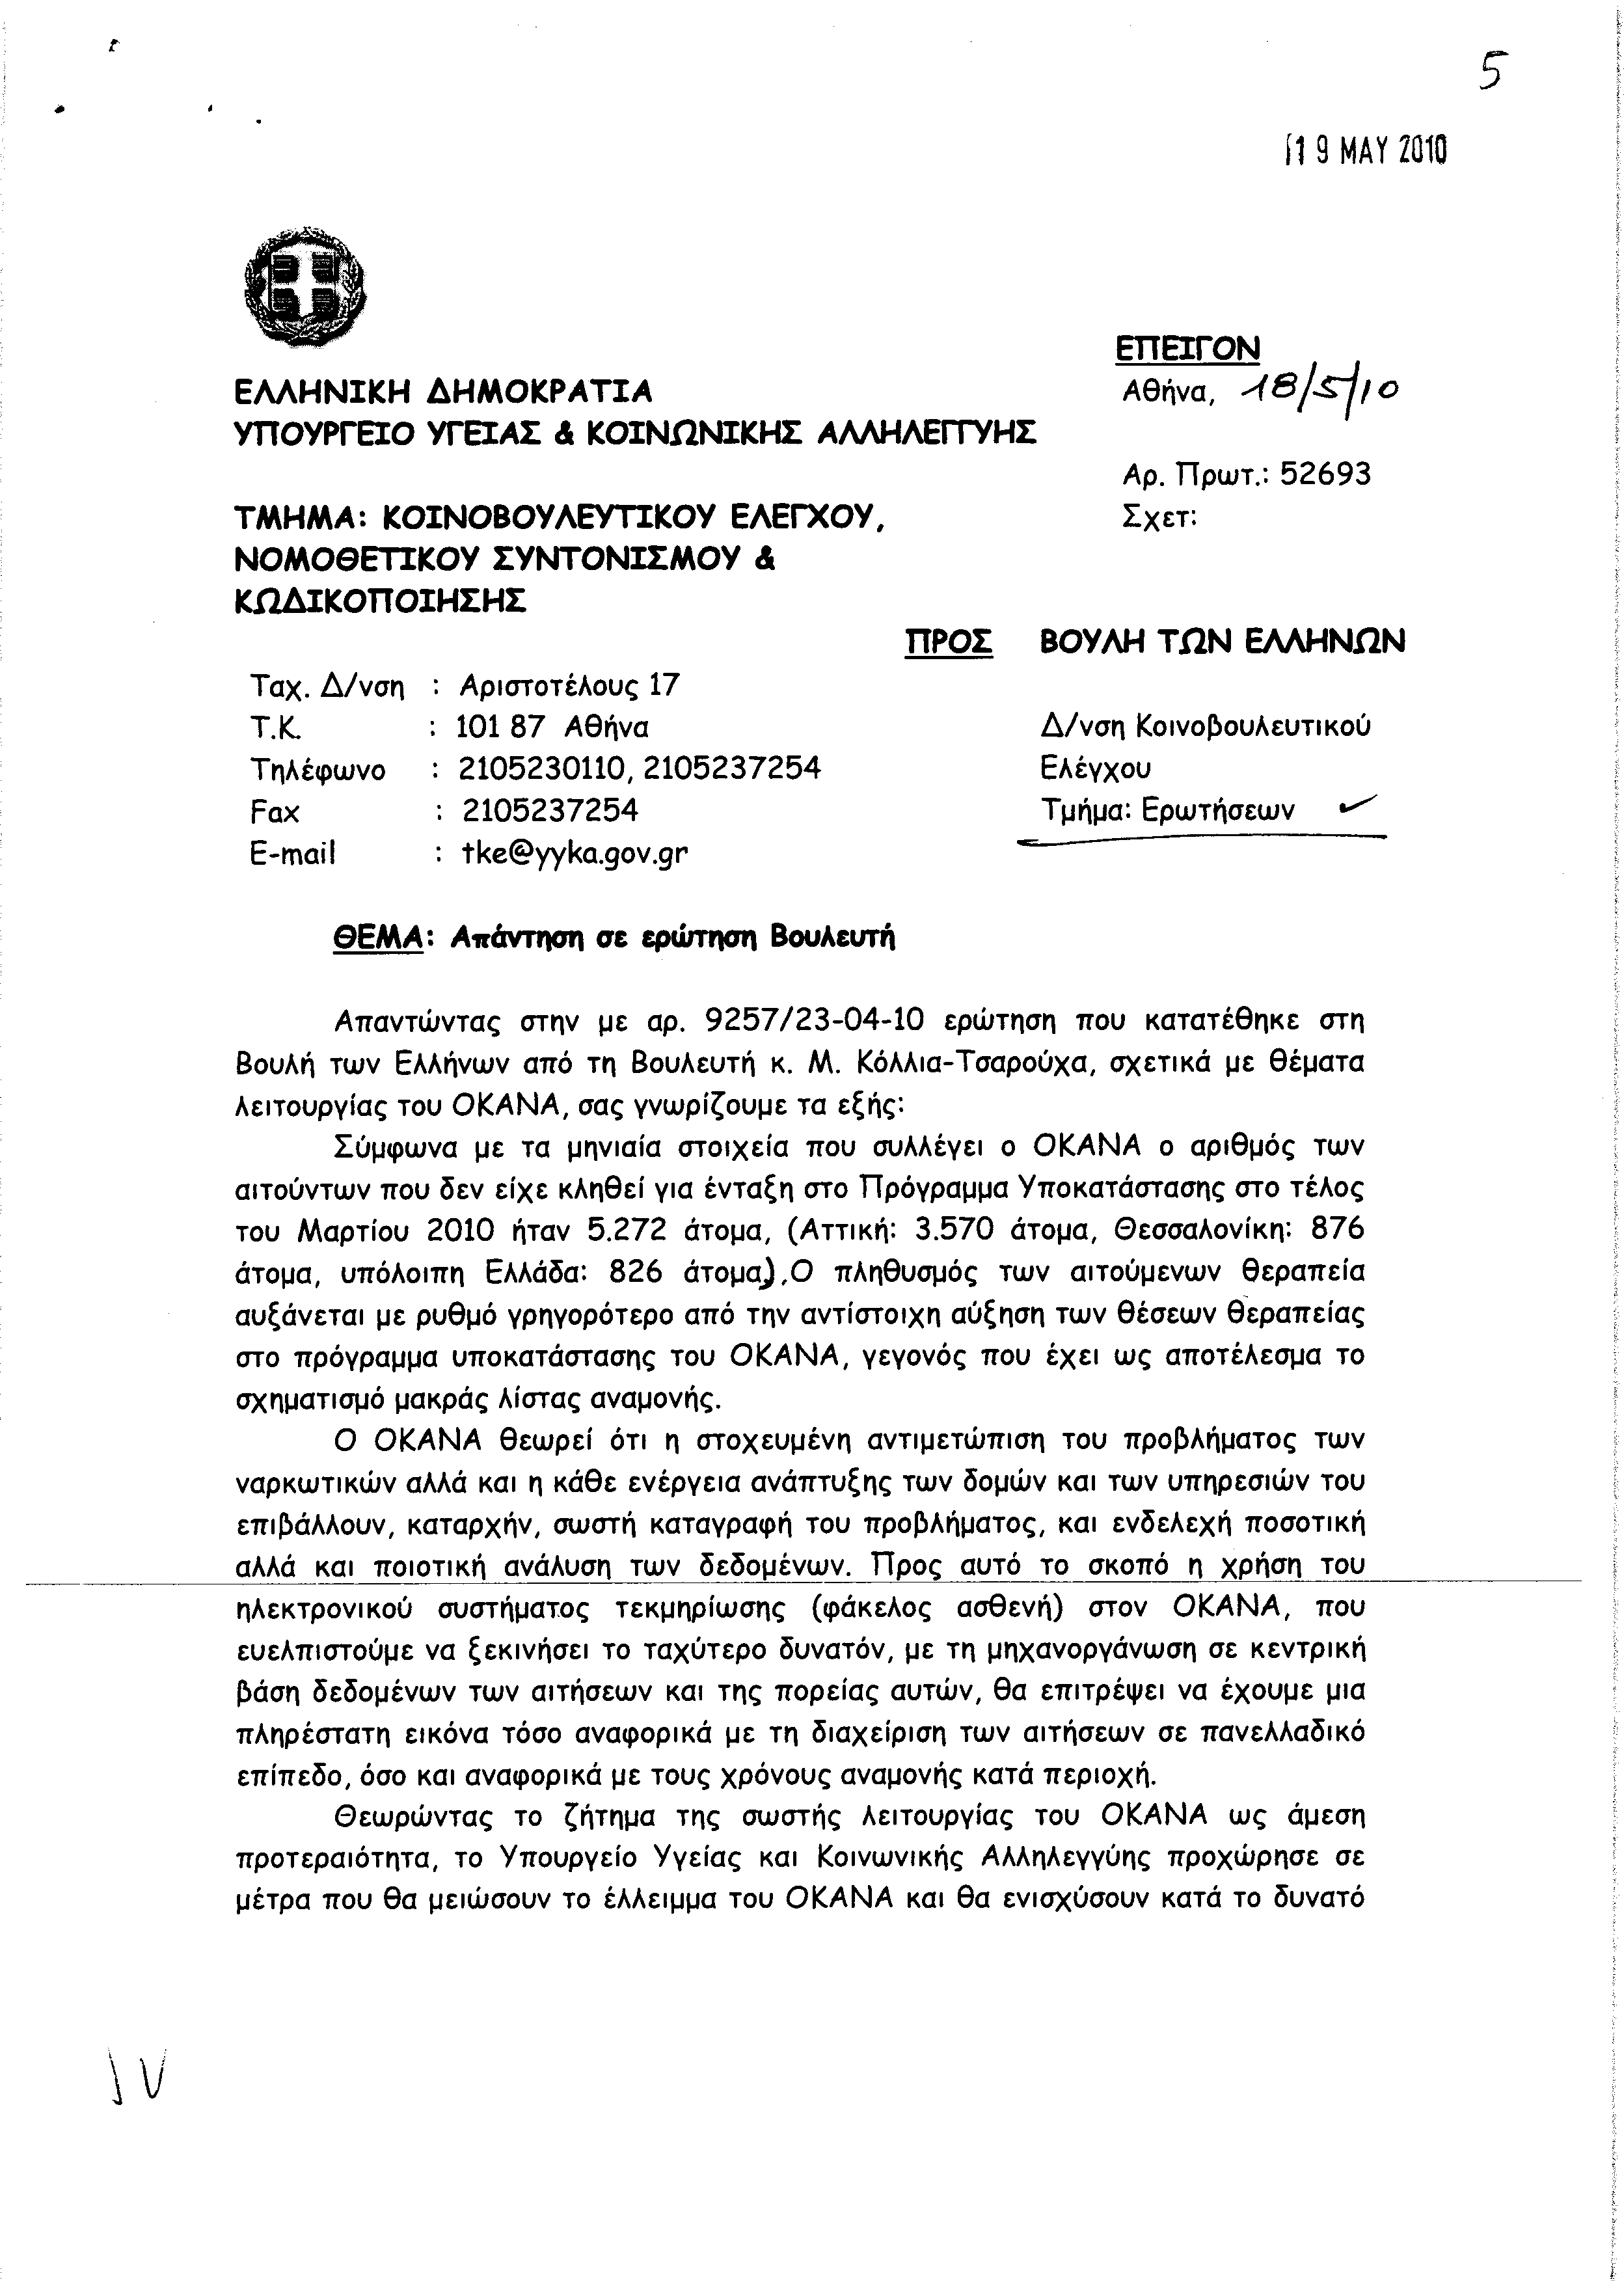 5
19 MAY 2010
ΕΠΕΙΓΟΝ
Αθήνα, 18/5/10
ΕΛΛΗΝΙΚΗ ΔΗΜΟΚΡΑΤΙΑ
ΥΠΟΥΡΓΕΙΟ ΥΓΕΙΑΣ & ΚΟΙΝΩΝΙΚΗΣ ΑΛΛΗΛΕΓΓΥΗΣ
Αρ. Πρωτ.: 52693
Σχετ:
ΤΜΗΜΑ: ΚΟΙΝΟΒΟΥΛΕΥΤΙΚΟΥ ΕΛΕΓΧΟΥ,
ΝΟΜΟΘΕΤΙΚΟΥ ΣΥΝΤΟΝΙΣΜΟΥ &
ΚΩΔΙΚΟΠΟΙΗΣΗΣ
ΠΡΟΣ ΒΟΥΛΗ ΤΩΝ ΕΛΛΗΝΩΝ
Ταχ. Δ/νση : Αριστοτέλους 17
Τ.Κ. : 101 87 Αθήνα
Τηλέφωνο : 2105230110, 2105237254
Fax : 2105237254
E-mail : tke@yyka.gov.gr
Δ/νση Κοινοβουλευτικού
Ελέγχου
Τμήμα: Ερωτήσεων
ΘΕΜΑ: Απάντηση σε ερώτηση Βουλευτή
Απαντώντας στην με αρ. 9257/23-04-10 ερώτηση που κατατέθηκε στη
Βουλή των Ελλήνων από τη Βουλευτή κ. Μ. Κόλλια-Τσαρούχα, σχετικά με θέματα
λειτουργίας του ΟΚΑΝΑ, σας γνωρίζουμε τα εξής:
Σύμφωνα με τα μηνιαία στοιχεία που συλλέγει ο ΟΚΑΝΑ ο αριθμός των
αιτούντων που δεν είχε κληθεί για ένταξη στο Πρόγραμμα Υποκατάστασης στο τέλος
του Μαρτίου 2010 ήταν 5.272 άτομα, (Αττική: 3.570 άτομα, Θεσσαλονίκη: 876
άτομα, υπόλοιπη Ελλάδα: 826 άτομα).Ο πληθυσμός των αιτούμενων θεραπεία
αυξάνεται με ρυθμό γρηγορότερο από την αντίστοιχη αύξηση των θέσεων θεραπείας
στο πρόγραμμα υποκατάστασης του ΟΚΑΝΑ, γεγονός που έχει ως αποτέλεσμα το
σχηματισμό μακράς λίστας αναμονής.
Ο ΟΚΑΝΑ θεωρεί ότι η στοχευμένη αντιμετώπιση του προβλήματος των
ναρκωτικών αλλά και η κάθε ενέργεια ανάπτυξης των δομών και των υπηρεσιών του
επιβάλλουν, καταρχήν, σωστή καταγραφή του προβλήματος, και ενδελεχή ποσοτική
αλλά και ποιοτική ανάλυση των δεδομένων. Προς αυτό το σκοπό η χρήση του
ηλεκτρονικού συστήματος τεκμηρίωσης (φάκελος ασθενή) στον ΟΚΑΝΑ, που
ευελπιστούμε να ξεκινήσει το ταχύτερο δυνατόν, με τη μηχανοργάνωση σε κεντρική
βάση δεδομένων των αιτήσεων και της πορείας αυτών, θα επιτρέψει να έχουμε μια
πληρέστατη εικόνα τόσο αναφορικά με τη διαχείριση των αιτήσεων σε πανελλαδικό
επίπεδο, όσο και αναφορικά με τους χρόνους αναμονής κατά περιοχή.
Θεωρώντας το ζήτημα της σωστής λειτουργίας του ΟΚΑΝΑ ως άμεση
προτεραιότητα, το Υπουργείο Υγείας και Κοινωνικής Αλληλεγγύης προχώρησε σε
μέτρα που θα μειώσουν το έλλειμμα του ΟΚΑΝΑ και θα ενισχύσουν κατά το δυνατό